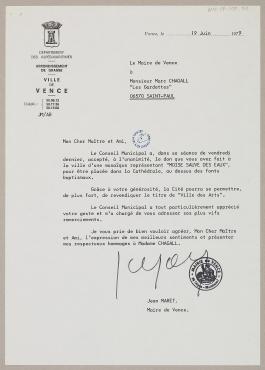 Vence, le 19 Juin 1979
DÉPARTEMENT
DES ALPES-MARITIMES
ARRONDISSEMENT
DE GRASSE
VILLE
DE
VENCE
Le Maire de Vence
à
Monsieur Marc CHAGALL
"Les Gardettes"
06570 SAINT-PAUL
Mon Cher Maître et Ami,
Le Conseil Municipal a, dans sa séance de vendredi
dernier, accepté, à l'unanimité, le don que vous avez fait à
la ville d'une mosaïque représentant "MOISE SAUVE DES EAUX",
pour être placée dans la Cathédrale, au dessus des fonts
baptismaux.
Grâce à votre générosité, la Cité pourra se permettre,
de plus fort, de revendiquer le titre de "Ville des Arts".
Le Conseil Municipal a tout particulièrement apprécié
votre geste et m'a chargé de vous adresser ses plus vifs
remerciements.
Je vous prie de bien vouloir agréer, Mon Cher Maître
et Ami, l'expression de mes meilleurs sentiments et présenter
mes respectueux hommages à Madame CHAGALL.
Jean MARET,
Maire de Vence.